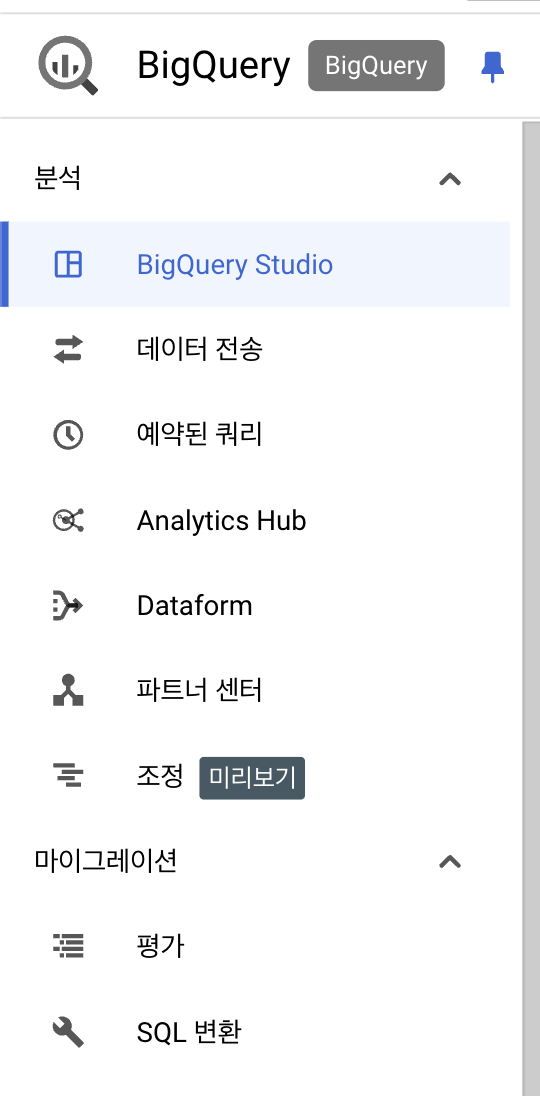 BigQuery BigQuery
분석
BigQuery Studio
데이터 전송
예약된 쿼리
Analytics Hub
Dataform
파트너 센터
조정 미리보기
마이그레이션
평가
SQL 변환